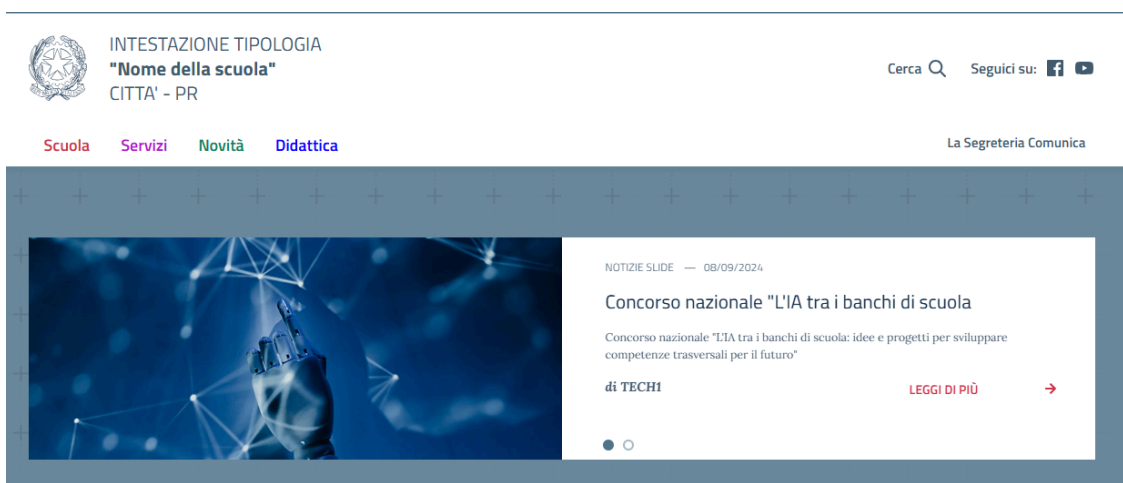 INTESTAZIONE TIPOLOGIA
"Nome della scuola"
CITTA' - PR
Cerca
Seguici su:
Scuola
Servizi
Novità
Didattica
La Segreteria Comunica
NOTIZIE SLIDE — 08/09/2024
Concorso nazionale "L'IA tra i banchi di scuola
Concorso nazionale "L'IA tra i banchi di scuola: idee e progetti per sviluppare
competenze trasversali per il futuro"
di TECH1
LEGGI DI PIÙ